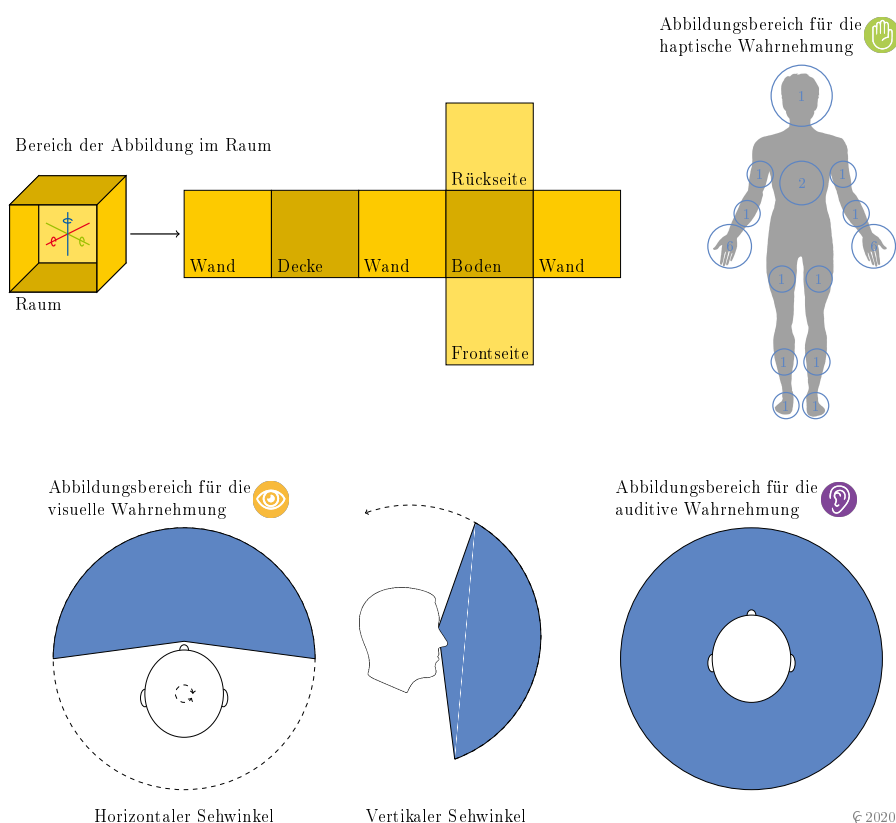 Abbildungsbereich für die
haptische Wahrnehmung
1
Bereich der Abbildung im Raum
Rückseite
1
2
1
1
1
6
6
Wand
Decke
Wand
Boden
Wand
1
1
Raum
Frontseite
1
1
1
1
Abbildungsbereich für die
visuelle Wahrnehmung
Abbildungsbereich für die
auditive Wahrnehmung
Horizontaler Sehwinkel
Vertikaler Sehwinkel
2020